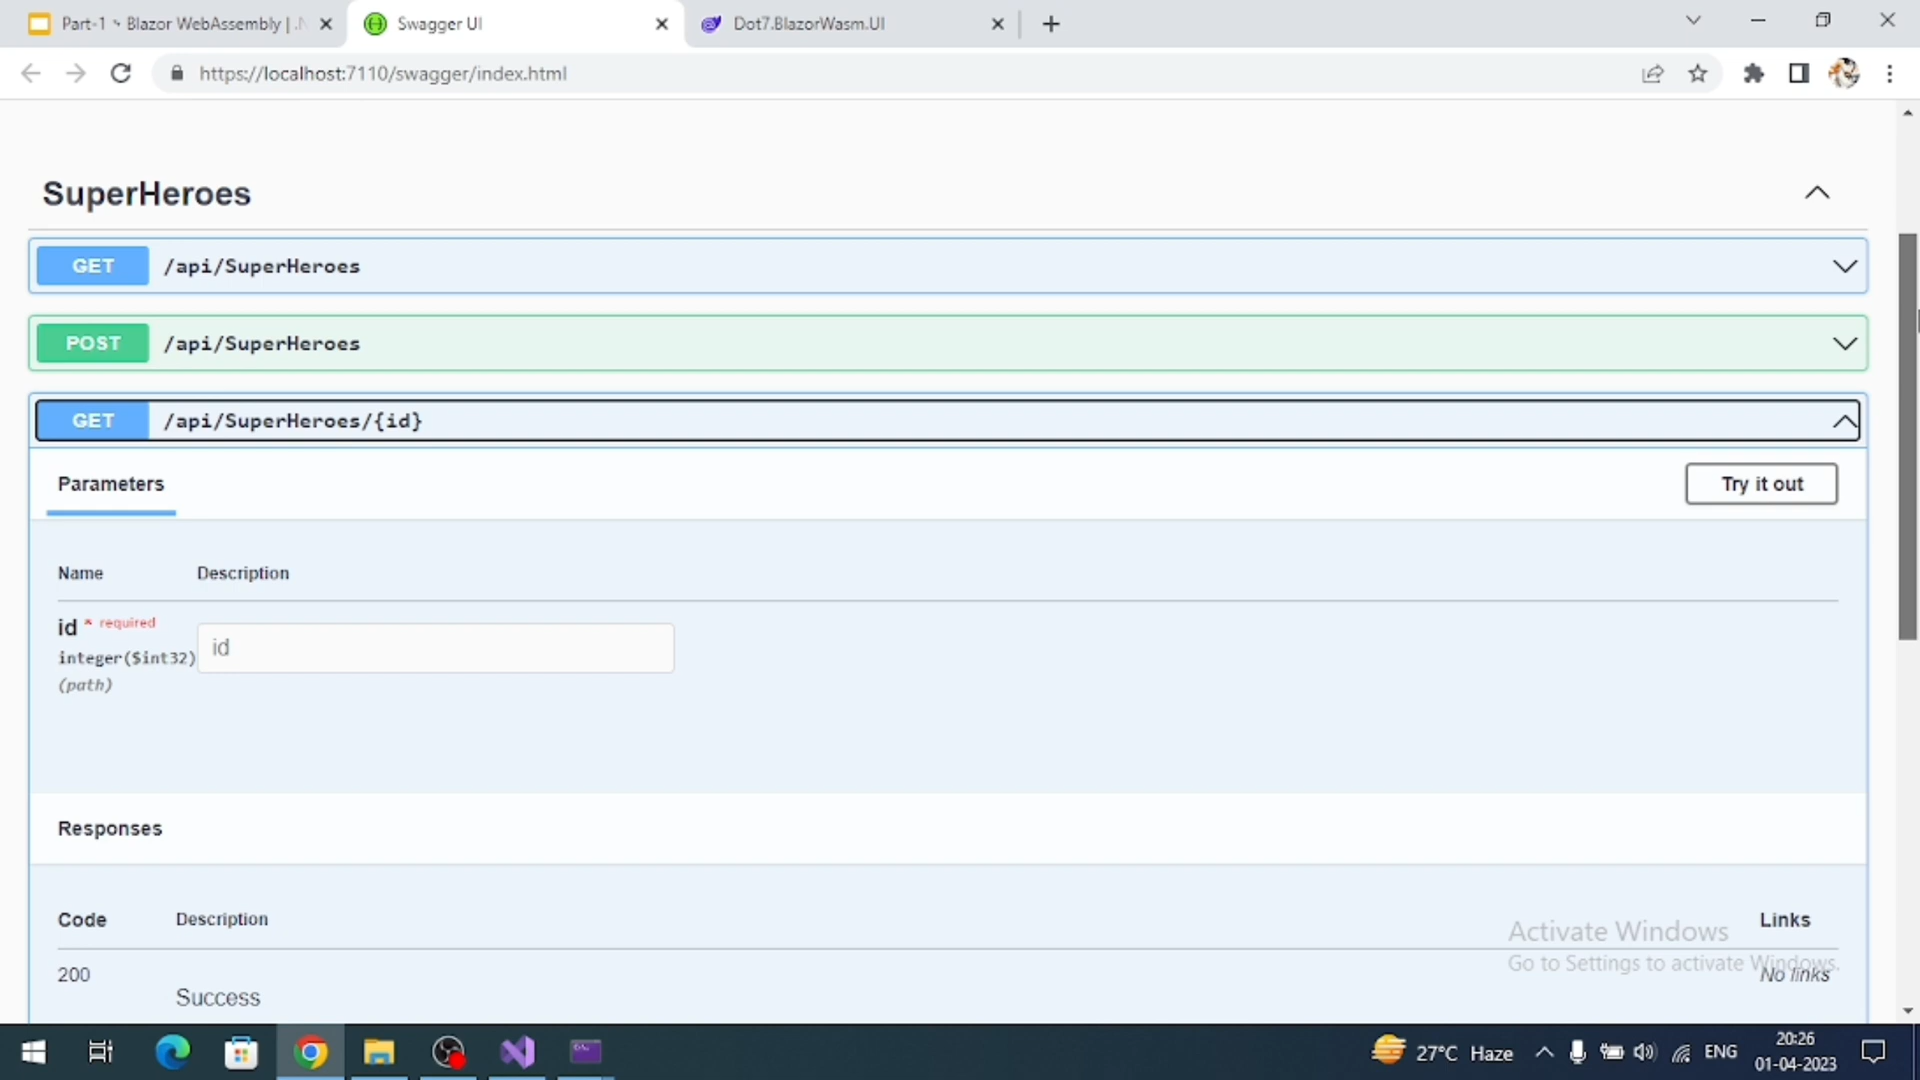 Part-1 ~ Blazor WebAssembly | .N
Swagger UI
Dot7.BlazorWasm.UI
https://localhost:7110/swagger/index.html
SuperHeroes
GET /api/SuperHeroes
POST /api/SuperHeroes
GET /api/SuperHeroes/{id}
Parameters
Try it out
Name Description
id * required
integer($int32)
(path)
id
Responses
Code Description Links
200 Success No links
Activate Windows
Go to Settings to activate Windows.
27°C Haze
ENG
20:26
01-04-2023